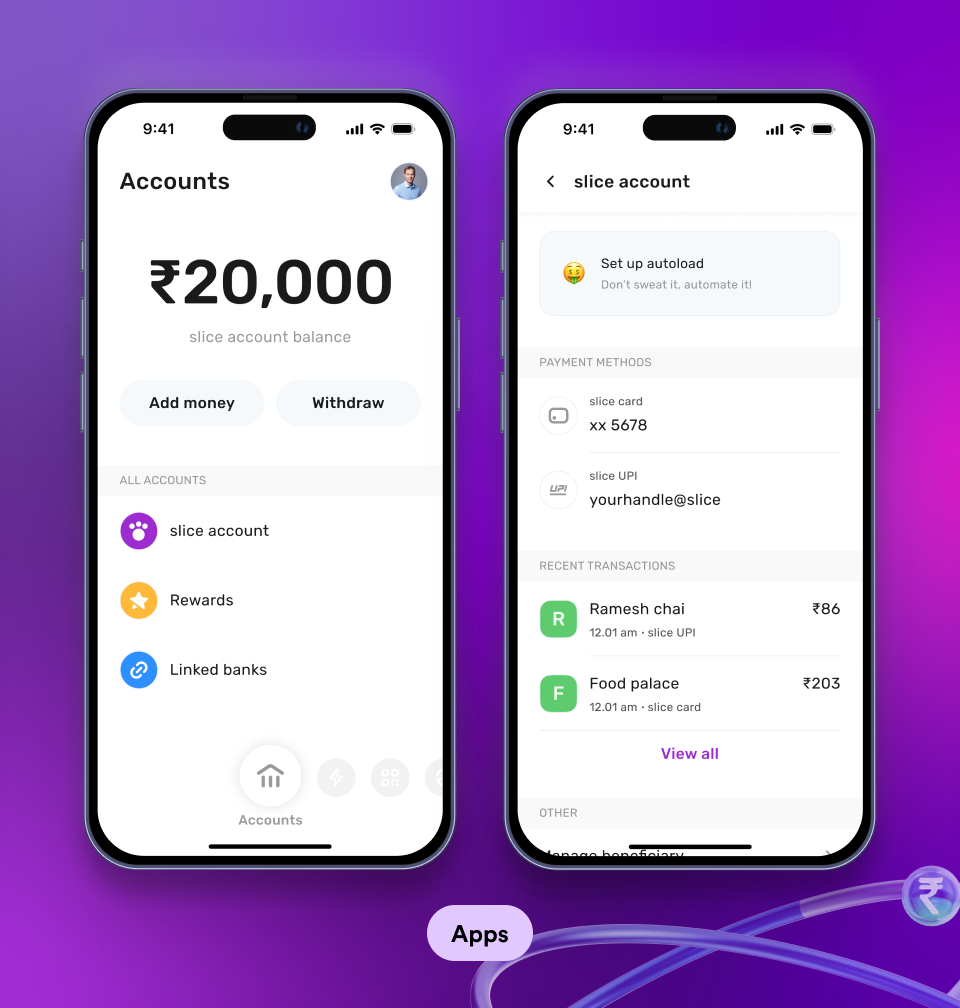 9:41
Accounts
₹20,000
slice account balance
Add money
Withdraw
ALL ACCOUNTS
slice account
Rewards
Linked banks
Accounts
9:41
slice account
Set up autoload
Don't sweat it, automate it!
PAYMENT METHODS
slice card
xx 5678
UPI
slice UPI
yourhandle@slice
RECENT TRANSACTIONS
R
Ramesh chai
₹86
12.01 am · slice UPI
F
Food palace
₹203
12.01 am · slice card
View all
OTHER
Manage beneficiary
₹
Apps